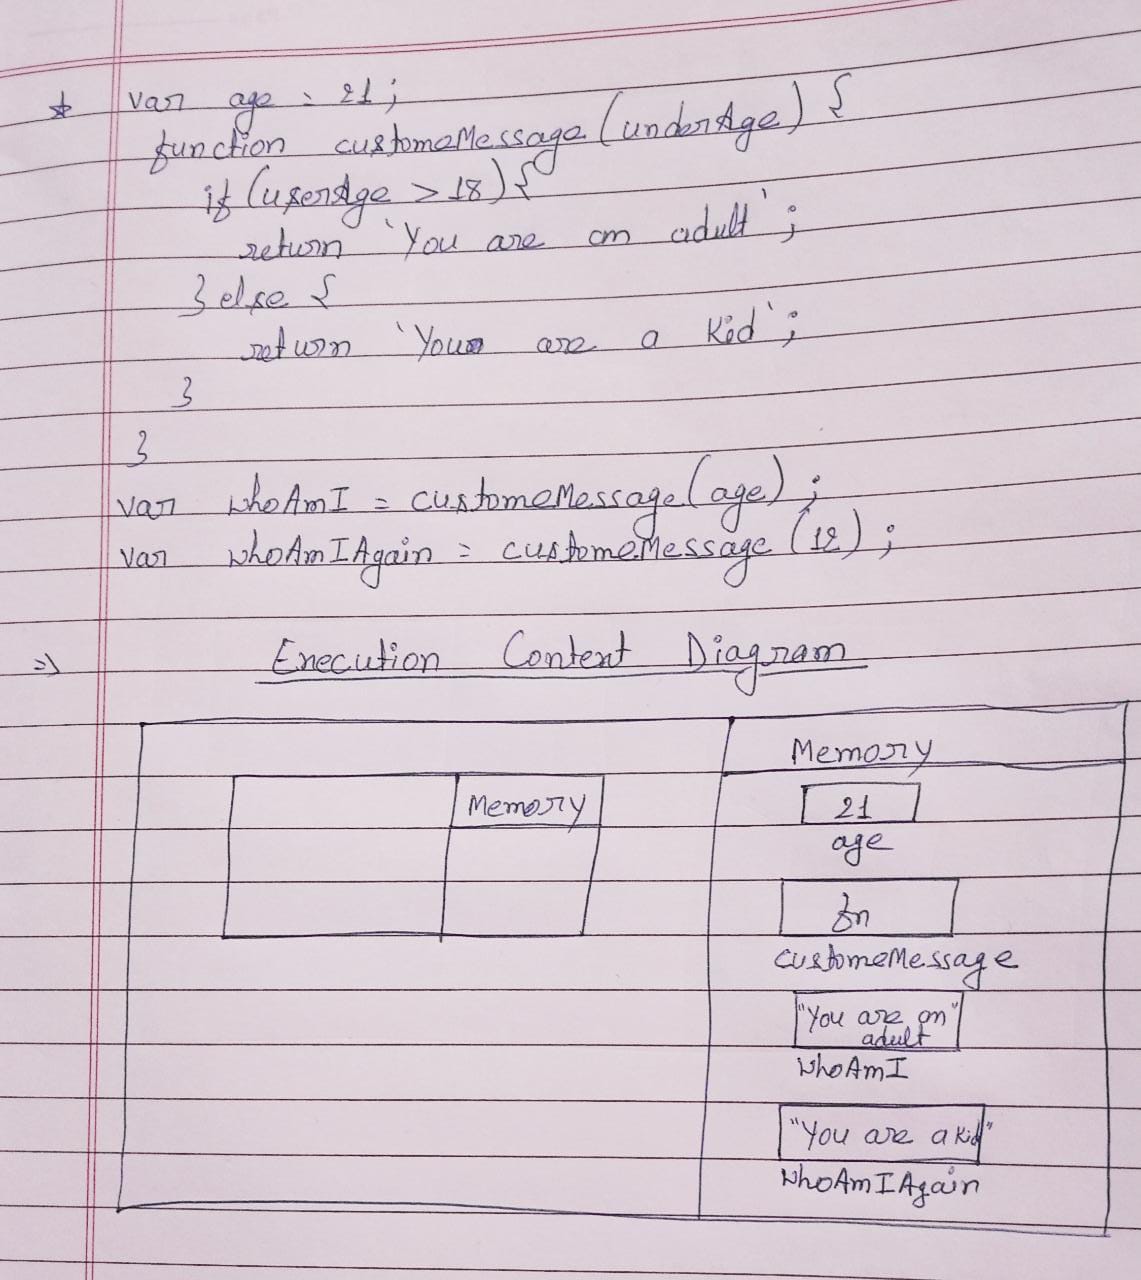 * var age = 21;
function customeMessage (underAge) {
if (userAge > 18) {
return 'You are an adult';
} else {
return 'You are a Kid';
}
}
var whoAmI = customeMessage (age);
var whoAmIAgain = customeMessage (12);
=> Execution Context Diagram
Memory
Memory
21
age
fn
customeMessage
"You are an"
adult
whoAmI
"You are a kid"
whoAmIAgain